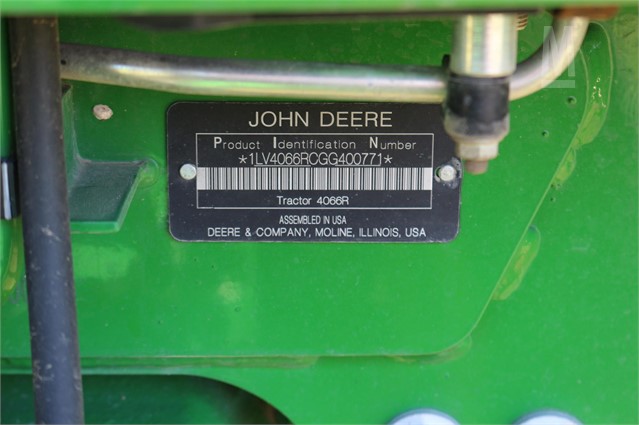 JOHN DEERE
Product Identification Number
*1LV4066RCGG400771*
Tractor 4066R
ASSEMBLED IN USA
DEERE & COMPANY, MOLINE, ILLINOIS, USA
M